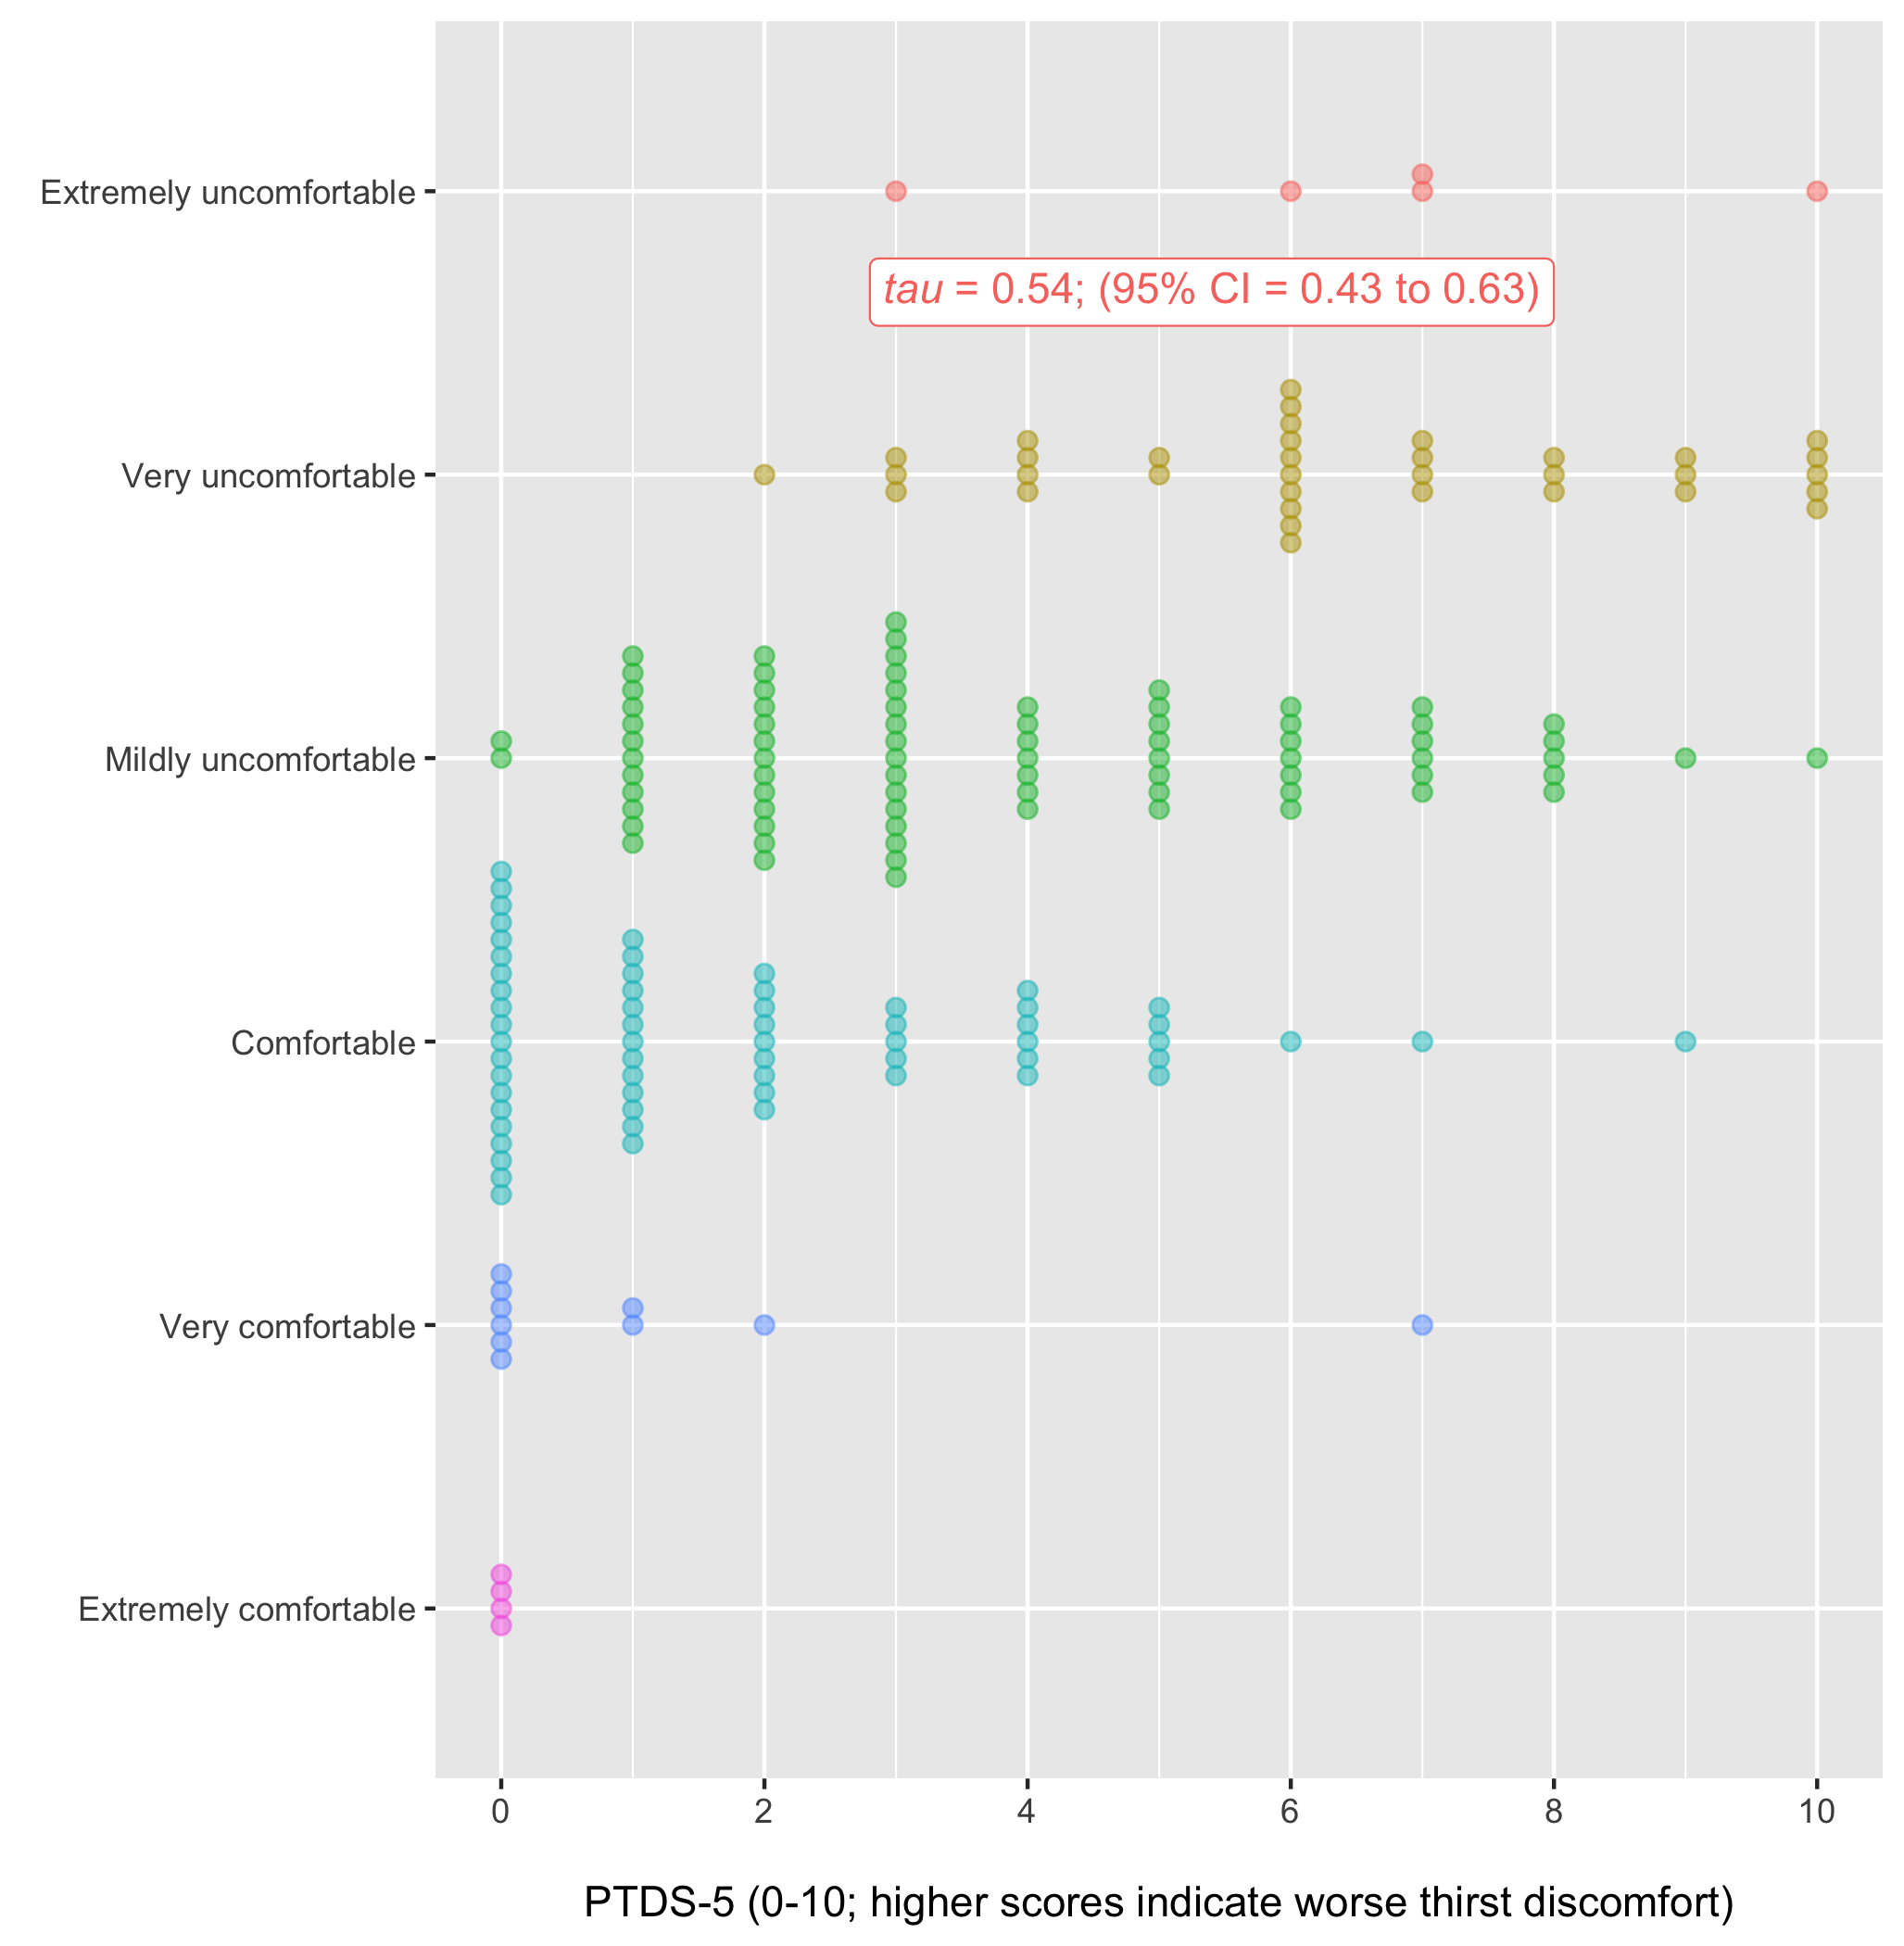 Extremely uncomfortable
tau = 0.54; (95% CI = 0.43 to 0.63)
Very uncomfortable
Mildly uncomfortable
Comfortable
Very comfortable
Extremely comfortable
0 2 4 6 8 10
PTDS-5 (0-10; higher scores indicate worse thirst discomfort)